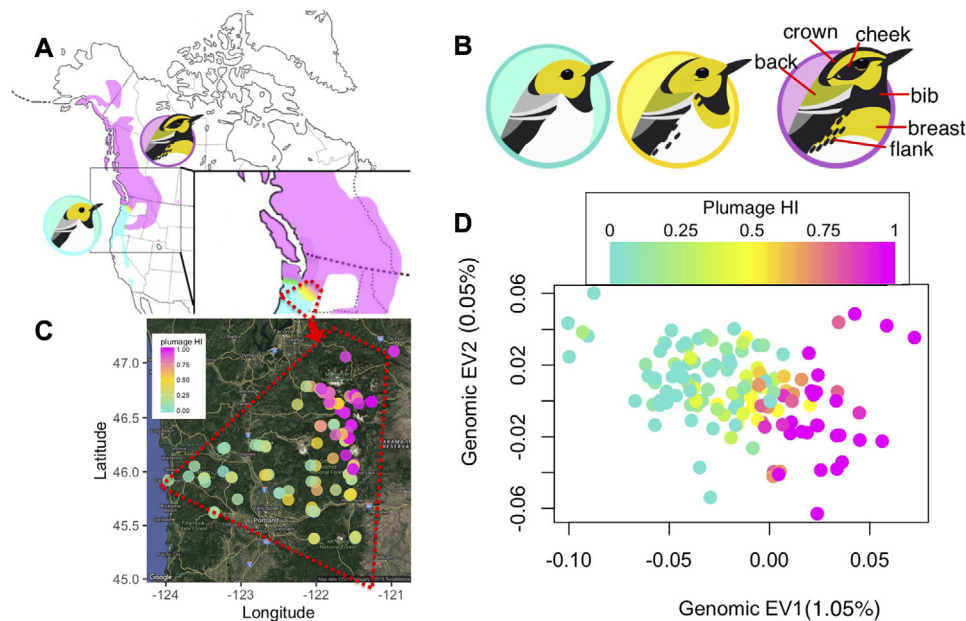 A
B
crown
cheek
back
bib
breast
flank
C
plumage HI
1.00
0.75
0.50
0.25
0.00
47.0
46.5
46.0
45.5
45.0
Latitude
Portland
Google
-124
-123
-122
-121
Longitude
D
Plumage HI
0
0.25
0.5
0.75
1
Genomic EV2 (0.05%)
0.06
0.02
-0.02
-0.06
-0.10
-0.05
0.00
0.05
Genomic EV1(1.05%)